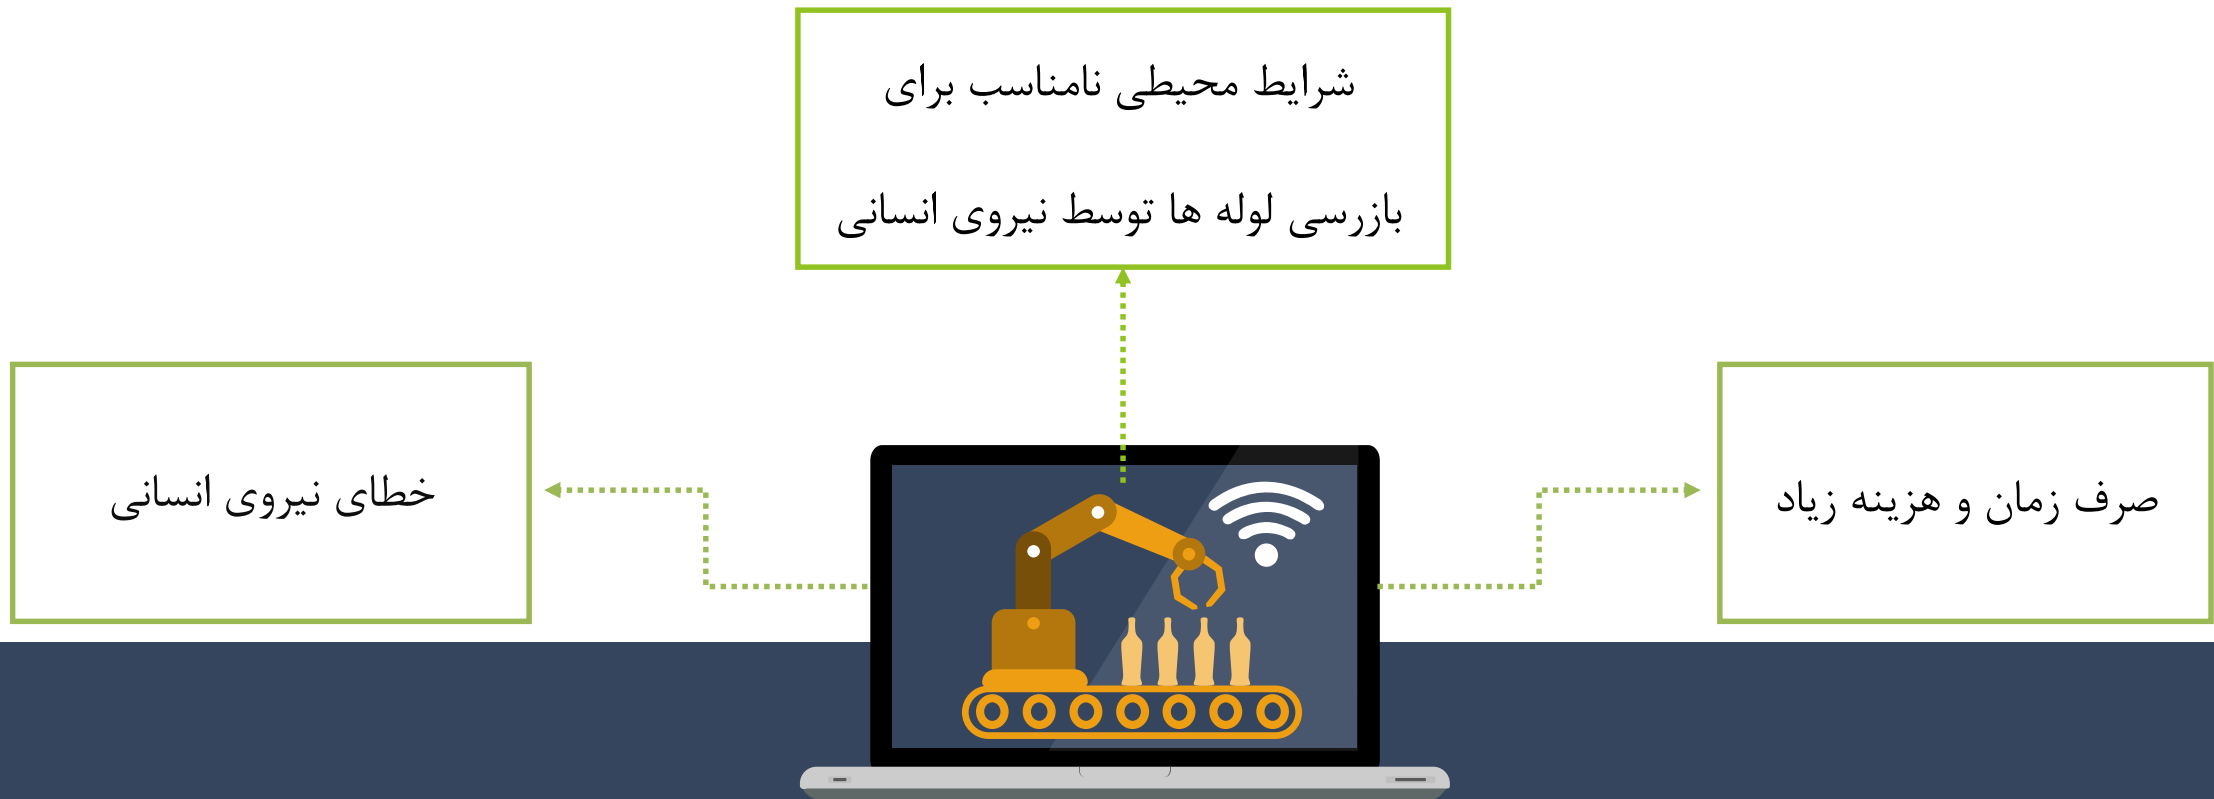 شرایط محیطی نامناسب برای
بازرسی لوله ها توسط نیروی انسانی
صرف زمان و هزینه زیاد
خطای نیروی انسانی